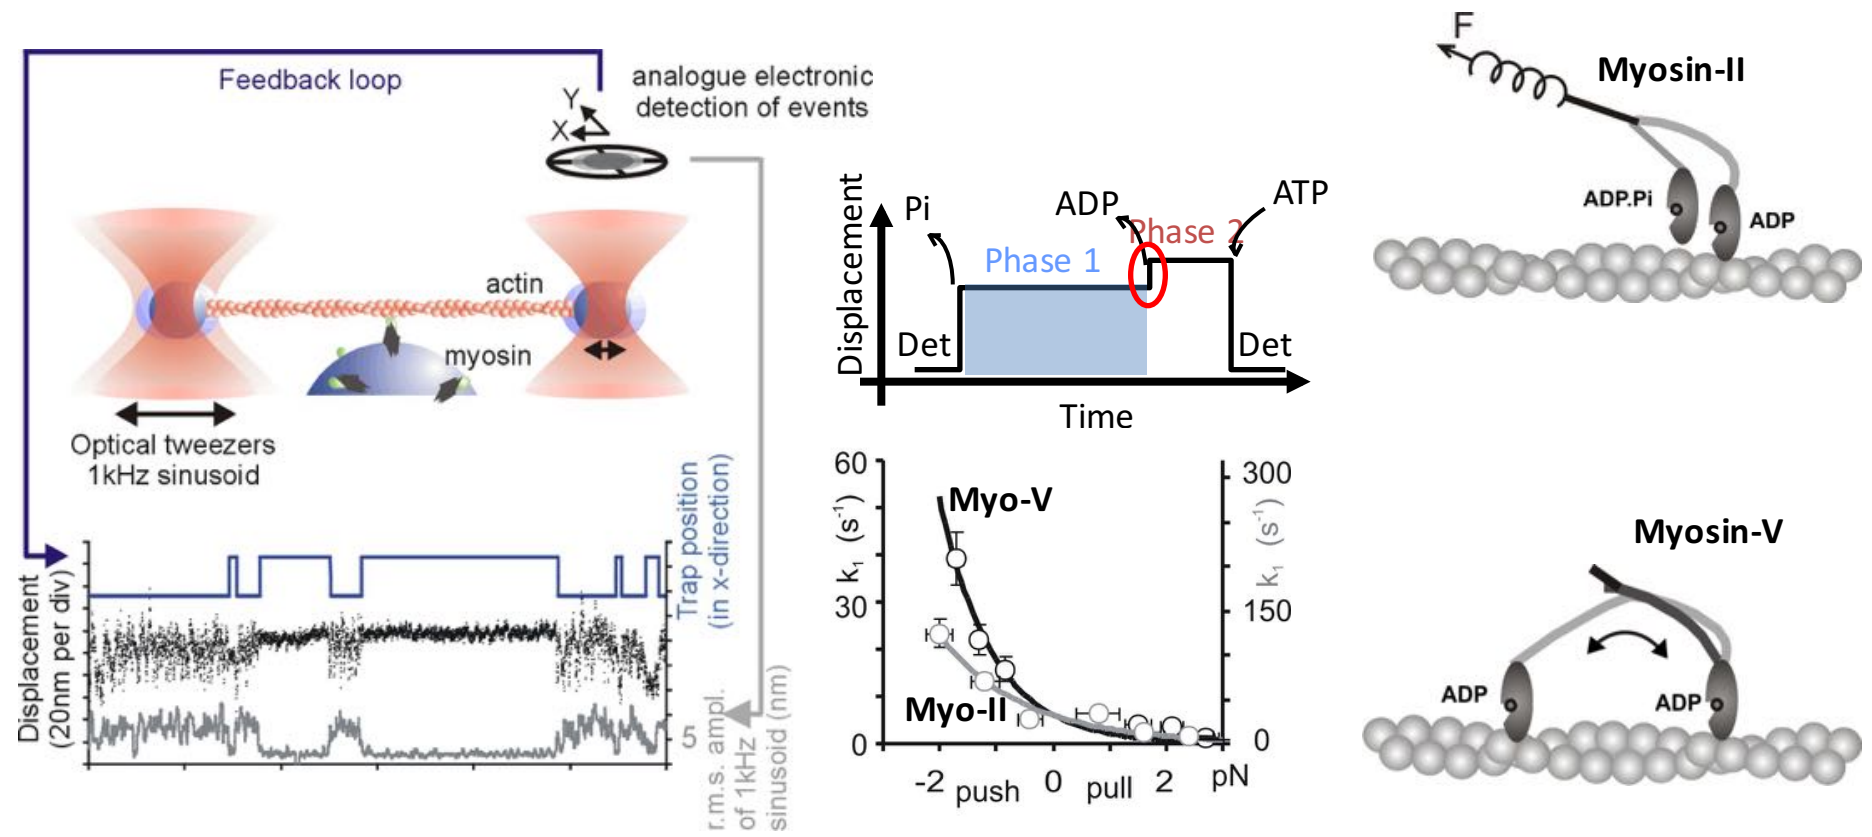 Feedback loop
analogue electronic
detection of events
Y
X
actin
myosin
Optical tweezers
1kHz sinusoid
Displacement
(20nm per div)
Trap position
(in x-direction)
5
r.m.s. ampl.
of 1kHz
sinusoid (nm)
Displacement
Pi
ADP
ATP
Phase 1
Phase 2
Det
Det
Time
60
30
0
k1 (s-1)
Myo-V
Myo-II
300
150
0
k1 (s-1)
-2
push
0
pull
2
pN
F
Myosin-II
ADP.Pi
ADP
Myosin-V
ADP
ADP